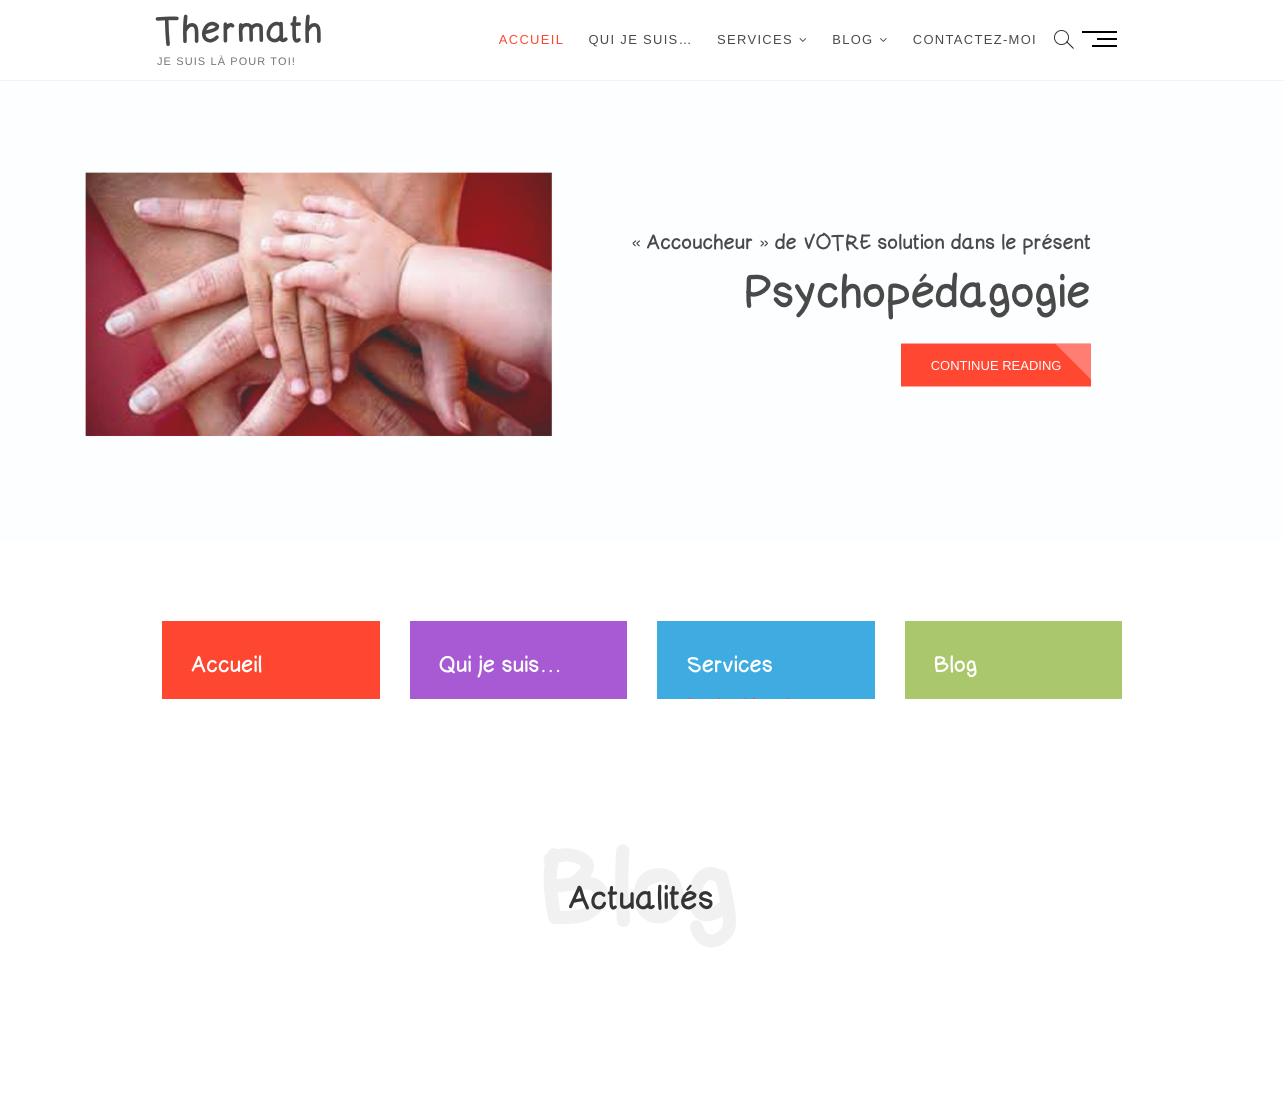 Thermath
JE SUIS LÀ POUR TOI!
ACCUEIL QUI JE SUIS… SERVICES BLOG CONTACTEZ-MOI
« Accoucheur » de VÔTRE solution dans le présent
Psychopédagogie
CONTINUE READING
Accueil
Qui je suis…
Services
Blog
Blog
Actualités